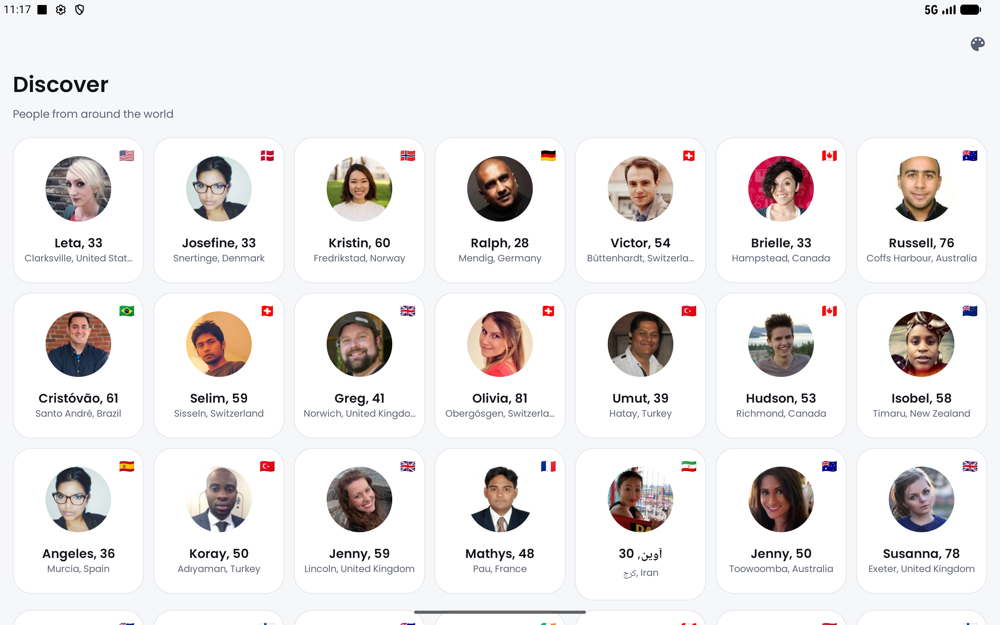 11:17
5G
Discover
People from around the world
Leta, 33
Clarksville, United Stat...
Josefine, 33
Snertinge, Denmark
Kristin, 60
Fredrikstad, Norway
Ralph, 28
Mendig, Germany
Victor, 54
Büttenhardt, Switzerla...
Brielle, 33
Hampstead, Canada
Russell, 76
Coffs Harbour, Australia
Cristóvão, 61
Santo André, Brazil
Selim, 59
Sisseln, Switzerland
Greg, 41
Norwich, United Kingdo...
Olivia, 81
Obergösgen, Switzerla...
Umut, 39
Hatay, Turkey
Hudson, 53
Richmond, Canada
Isobel, 58
Timaru, New Zealand
Angeles, 36
Murcia, Spain
Koray, 50
Adıyaman, Turkey
Jenny, 59
Lincoln, United Kingdom
Mathys, 48
Pau, France
آوین, 30
کرج, Iran
Jenny, 50
Toowoomba, Australia
Susanna, 78
Exeter, United Kingdom